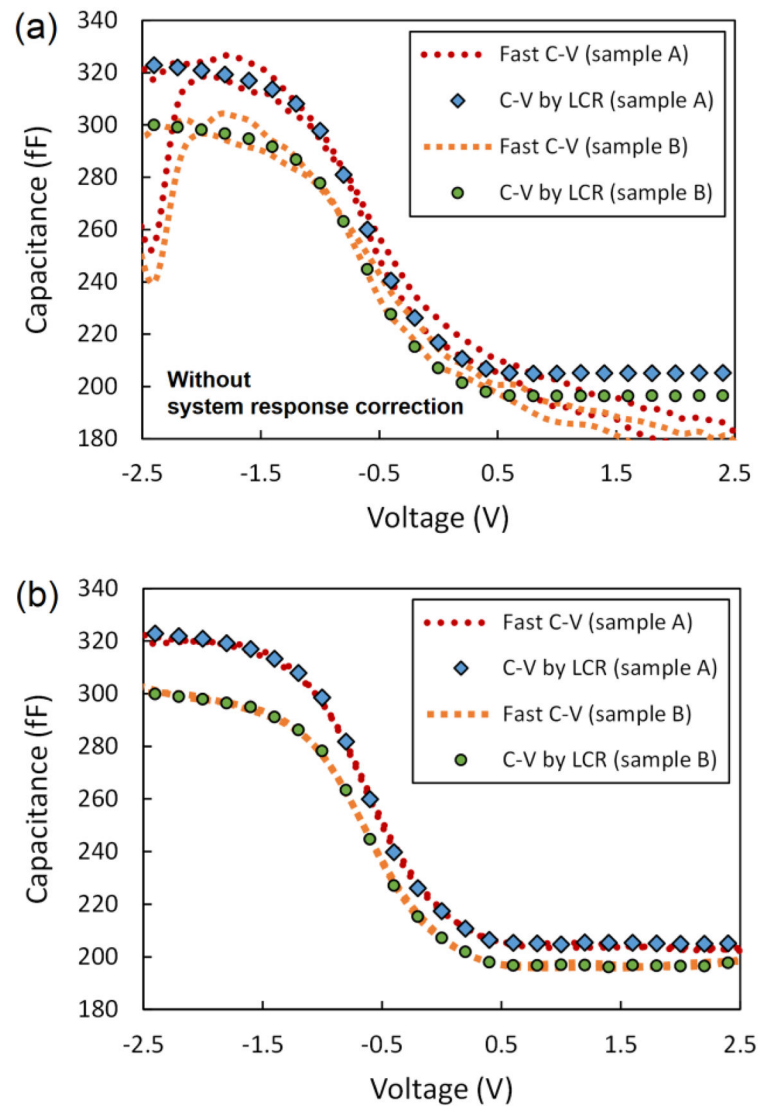 (a)
340
320
300
280
260
240
220
200
180
Capacitance (fF)
Fast C-V (sample A)
C-V by LCR (sample A)
Fast C-V (sample B)
C-V by LCR (sample B)
Without
system response correction
-2.5 -1.5 -0.5 0.5 1.5 2.5
Voltage (V)
(b)
340
320
300
280
260
240
220
200
180
Capacitance (fF)
Fast C-V (sample A)
C-V by LCR (sample A)
Fast C-V (sample B)
C-V by LCR (sample B)
-2.5 -1.5 -0.5 0.5 1.5 2.5
Voltage (V)